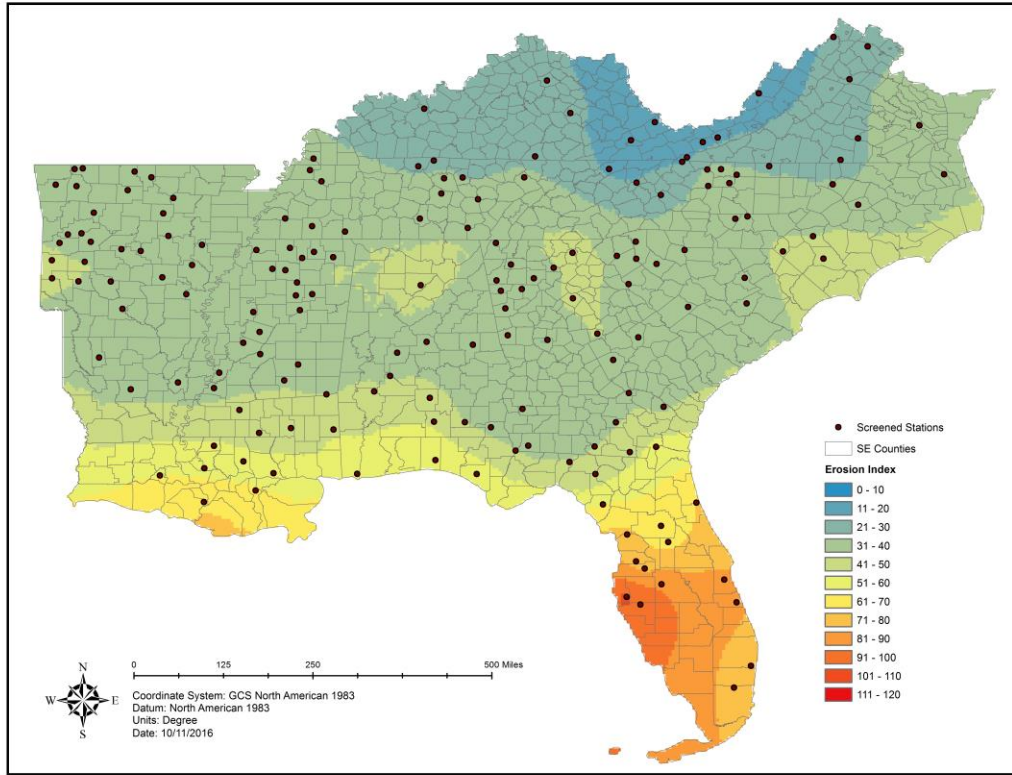 Screened Stations
SE Counties
Erosion Index
0 - 10
11 - 20
21 - 30
31 - 40
41 - 50
51 - 60
61 - 70
71 - 80
81 - 90
91 - 100
101 - 110
111 - 120
N
W E
S
0 125 250 500 Miles
Coordinate System: GCS North American 1983
Datum: North American 1983
Units: Degree
Date: 10/11/2016